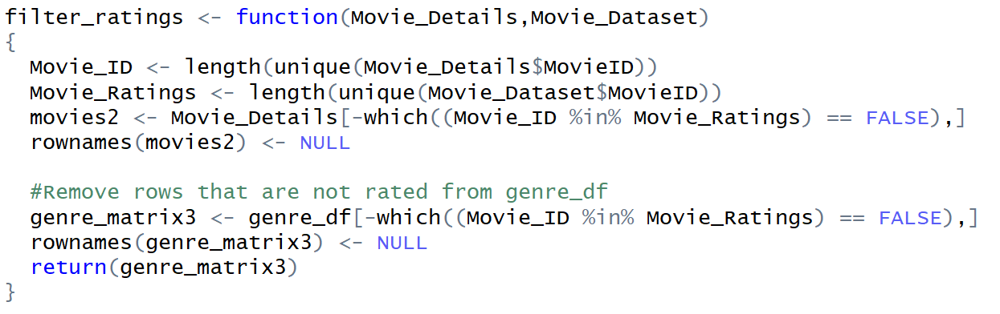 filter_ratings <- function(Movie_Details,Movie_Dataset)
{
  Movie_ID <- length(unique(Movie_Details$MovieID))
  Movie_Ratings <- length(unique(Movie_Dataset$MovieID))
  movies2 <- Movie_Details[-which((Movie_ID %in% Movie_Ratings) == FALSE),]
  rownames(movies2) <- NULL

  #Remove rows that are not rated from genre_df
  genre_matrix3 <- genre_df[-which((Movie_ID %in% Movie_Ratings) == FALSE),]
  rownames(genre_matrix3) <- NULL
  return(genre_matrix3)
}